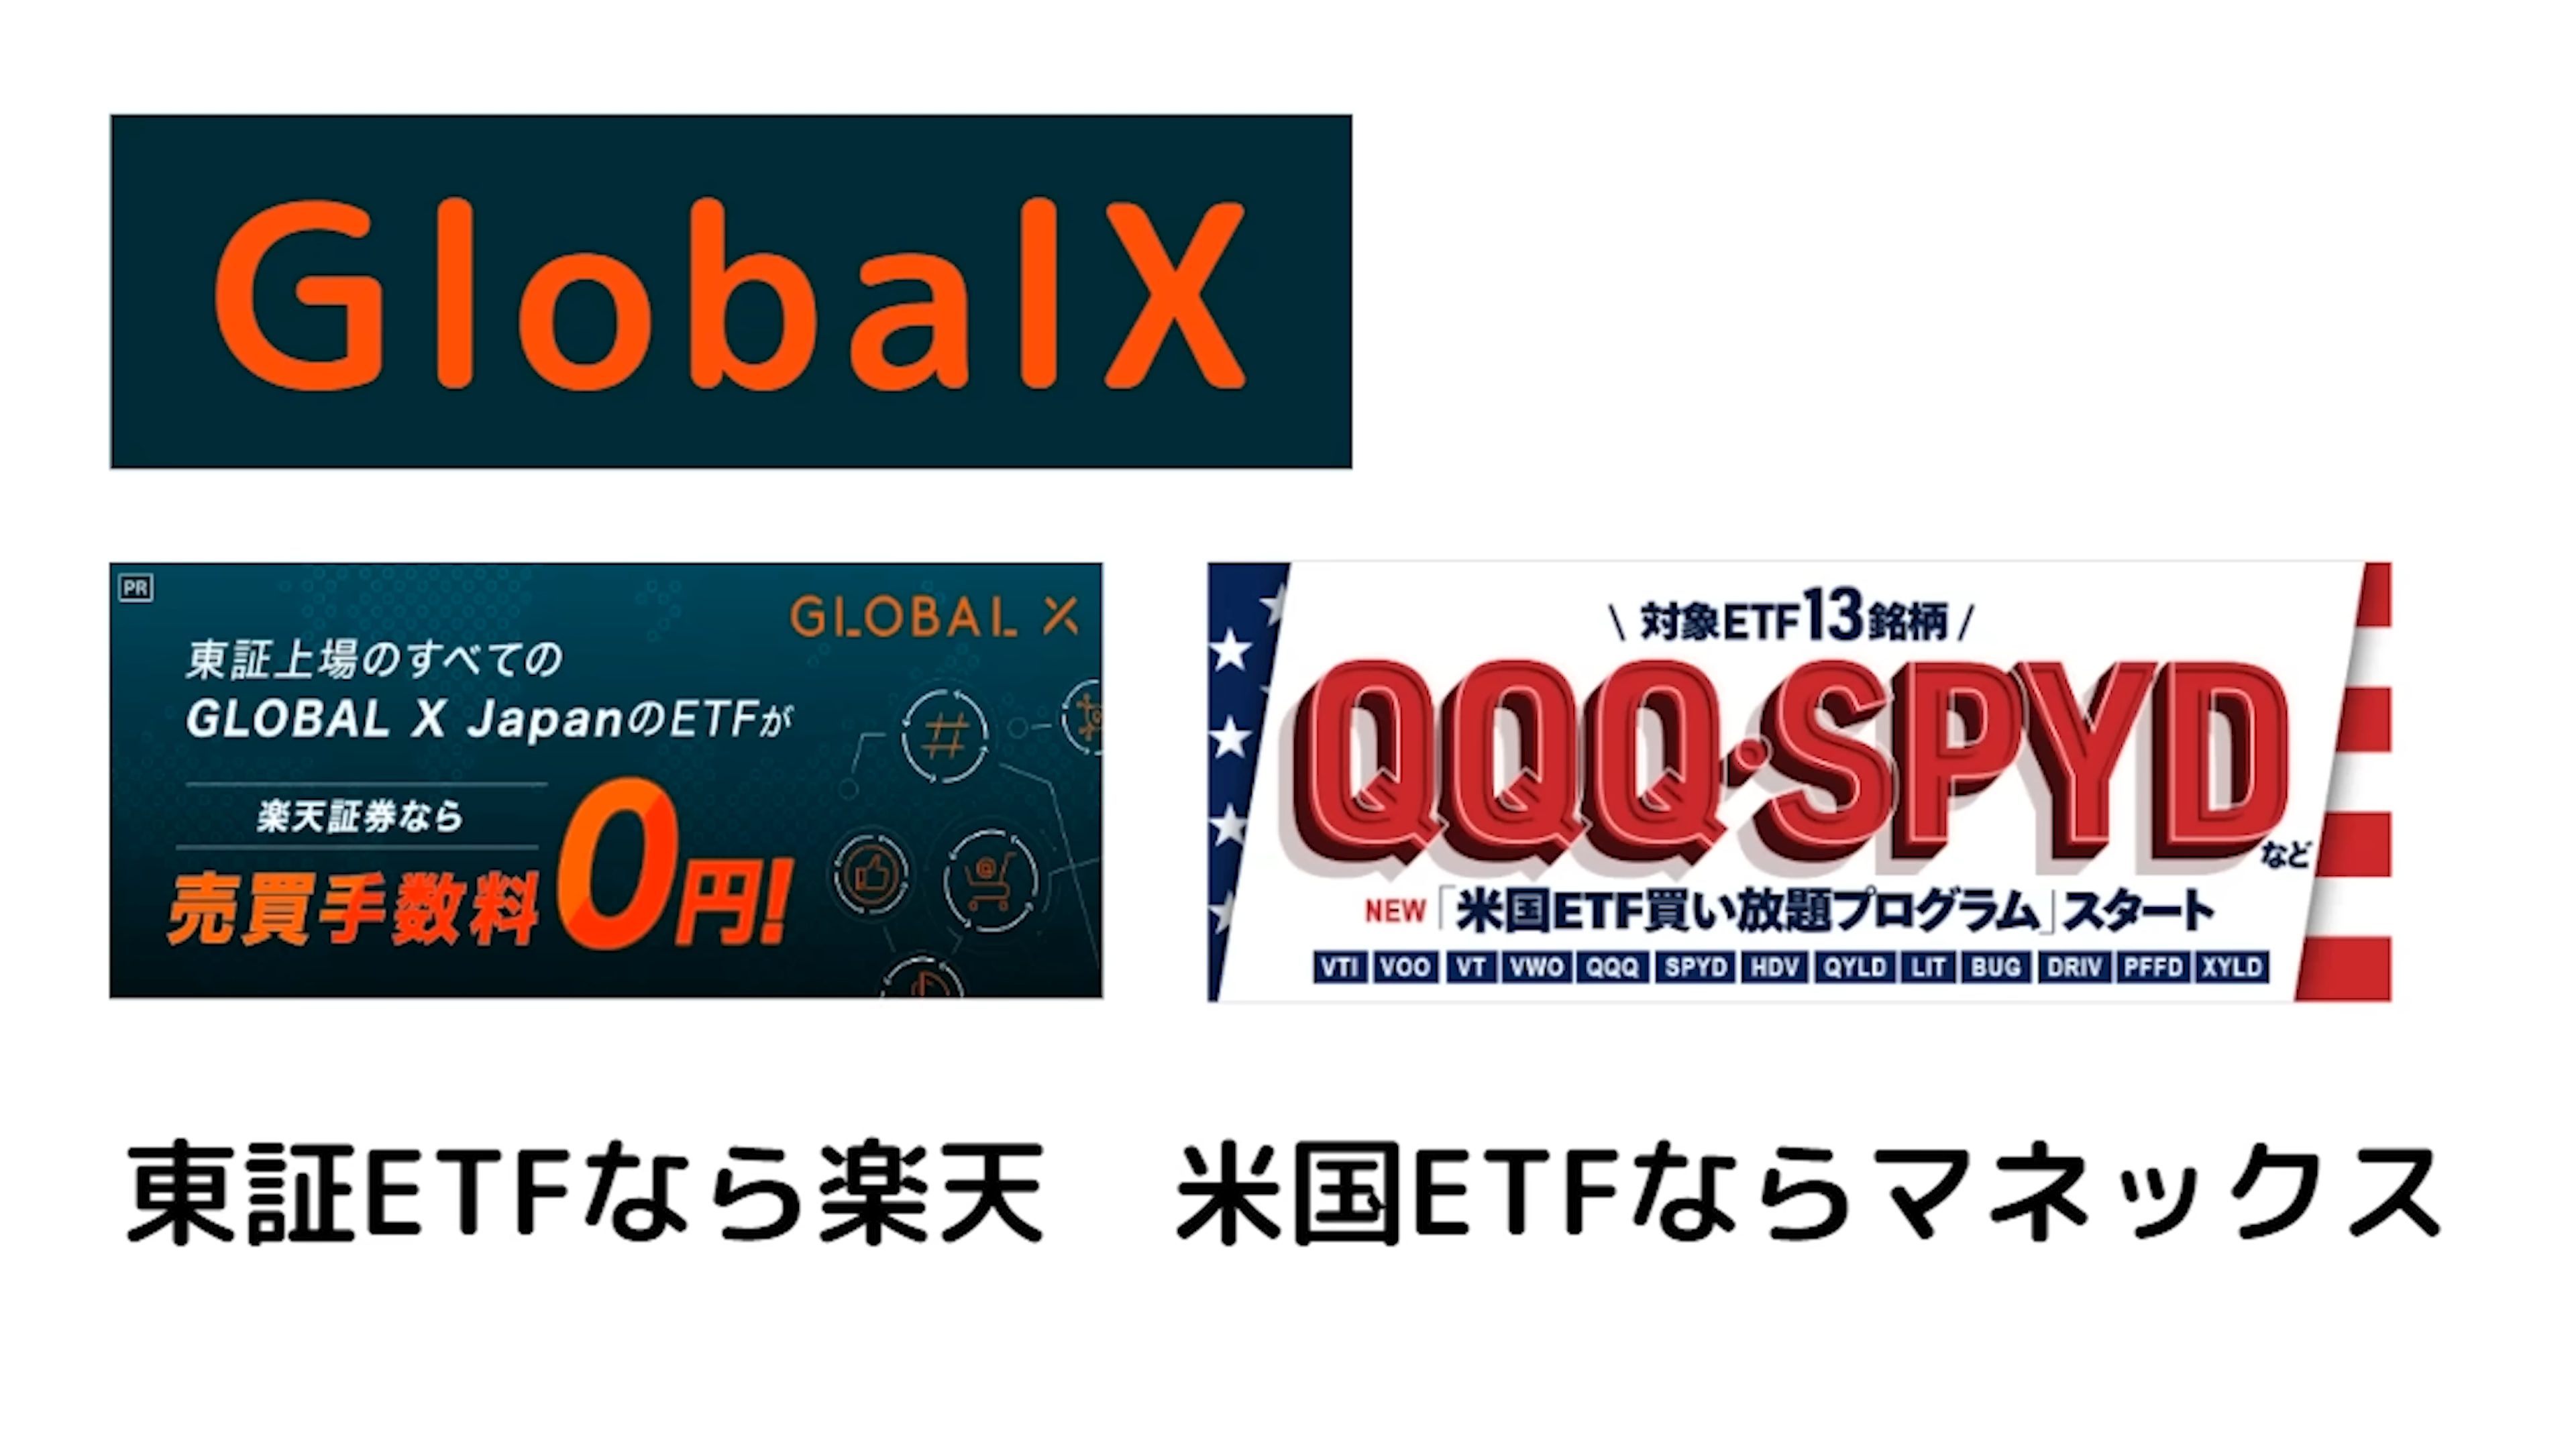 GlobalX
PR
GLOBAL X
東証上場のすべての
GLOBAL X JapanのETFが
楽天証券なら
売買手数料0円!
\ 対象ETF13銘柄 /
QQQ・SPYD
など
NEW「米国ETF買い放題プログラム」スタート
VTI VOO VT VWO QQQ SPYD HDV QYLD LIT BUG DRIV PFFD XYLD
東証ETFなら楽天
米国ETFならマネックス